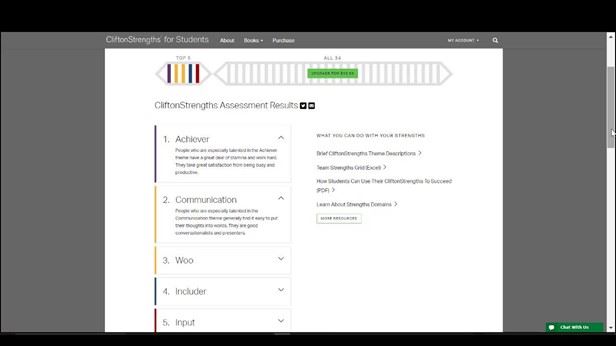 CliftonStrengths for Students About Books Purchase MY ACCOUNT
TOP 5 ALL 34
CliftonStrengths Assessment Results
1. Achiever
People who are especially talented in the Achiever
theme have a great deal of stamina and work hard.
They take great satisfaction from being busy and
productive.
2. Communication
People who are especially talented in the
Communication theme generally find it easy to put
their thoughts into words. They are good
conversationalists and presenters.
3. Woo
4. Includer
5. Input
WHAT YOU CAN DO WITH YOUR STRENGTHS
Brief CliftonStrengths Theme Descriptions
Team Strengths Grid (Excel)
How Students Can Use Their CliftonStrengths To Succeed
(PDF)
Learn About Strengths Domains
MORE RESOURCES
Chat With Us